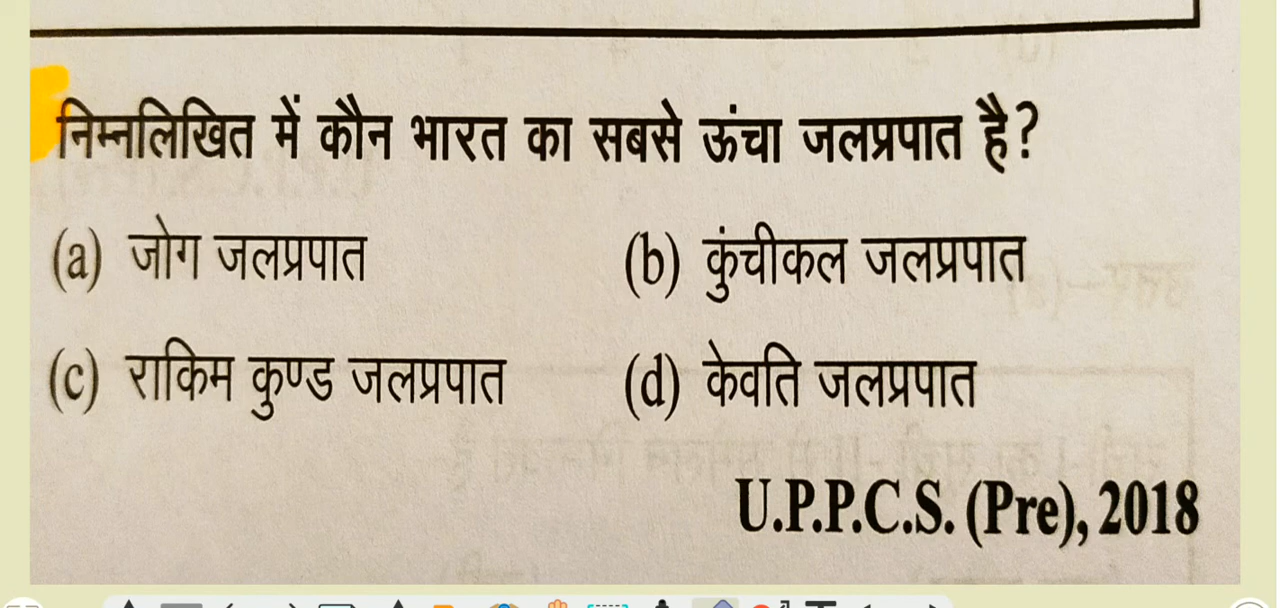 निम्नलिखित में कौन भारत का सबसे ऊंचा जलप्रपात है?
(a) जोग जलप्रपात (b) कुंचीकल जलप्रपात
(c) राकिम कुण्ड जलप्रपात (d) केवति जलप्रपात
U.P.P.C.S. (Pre), 2018